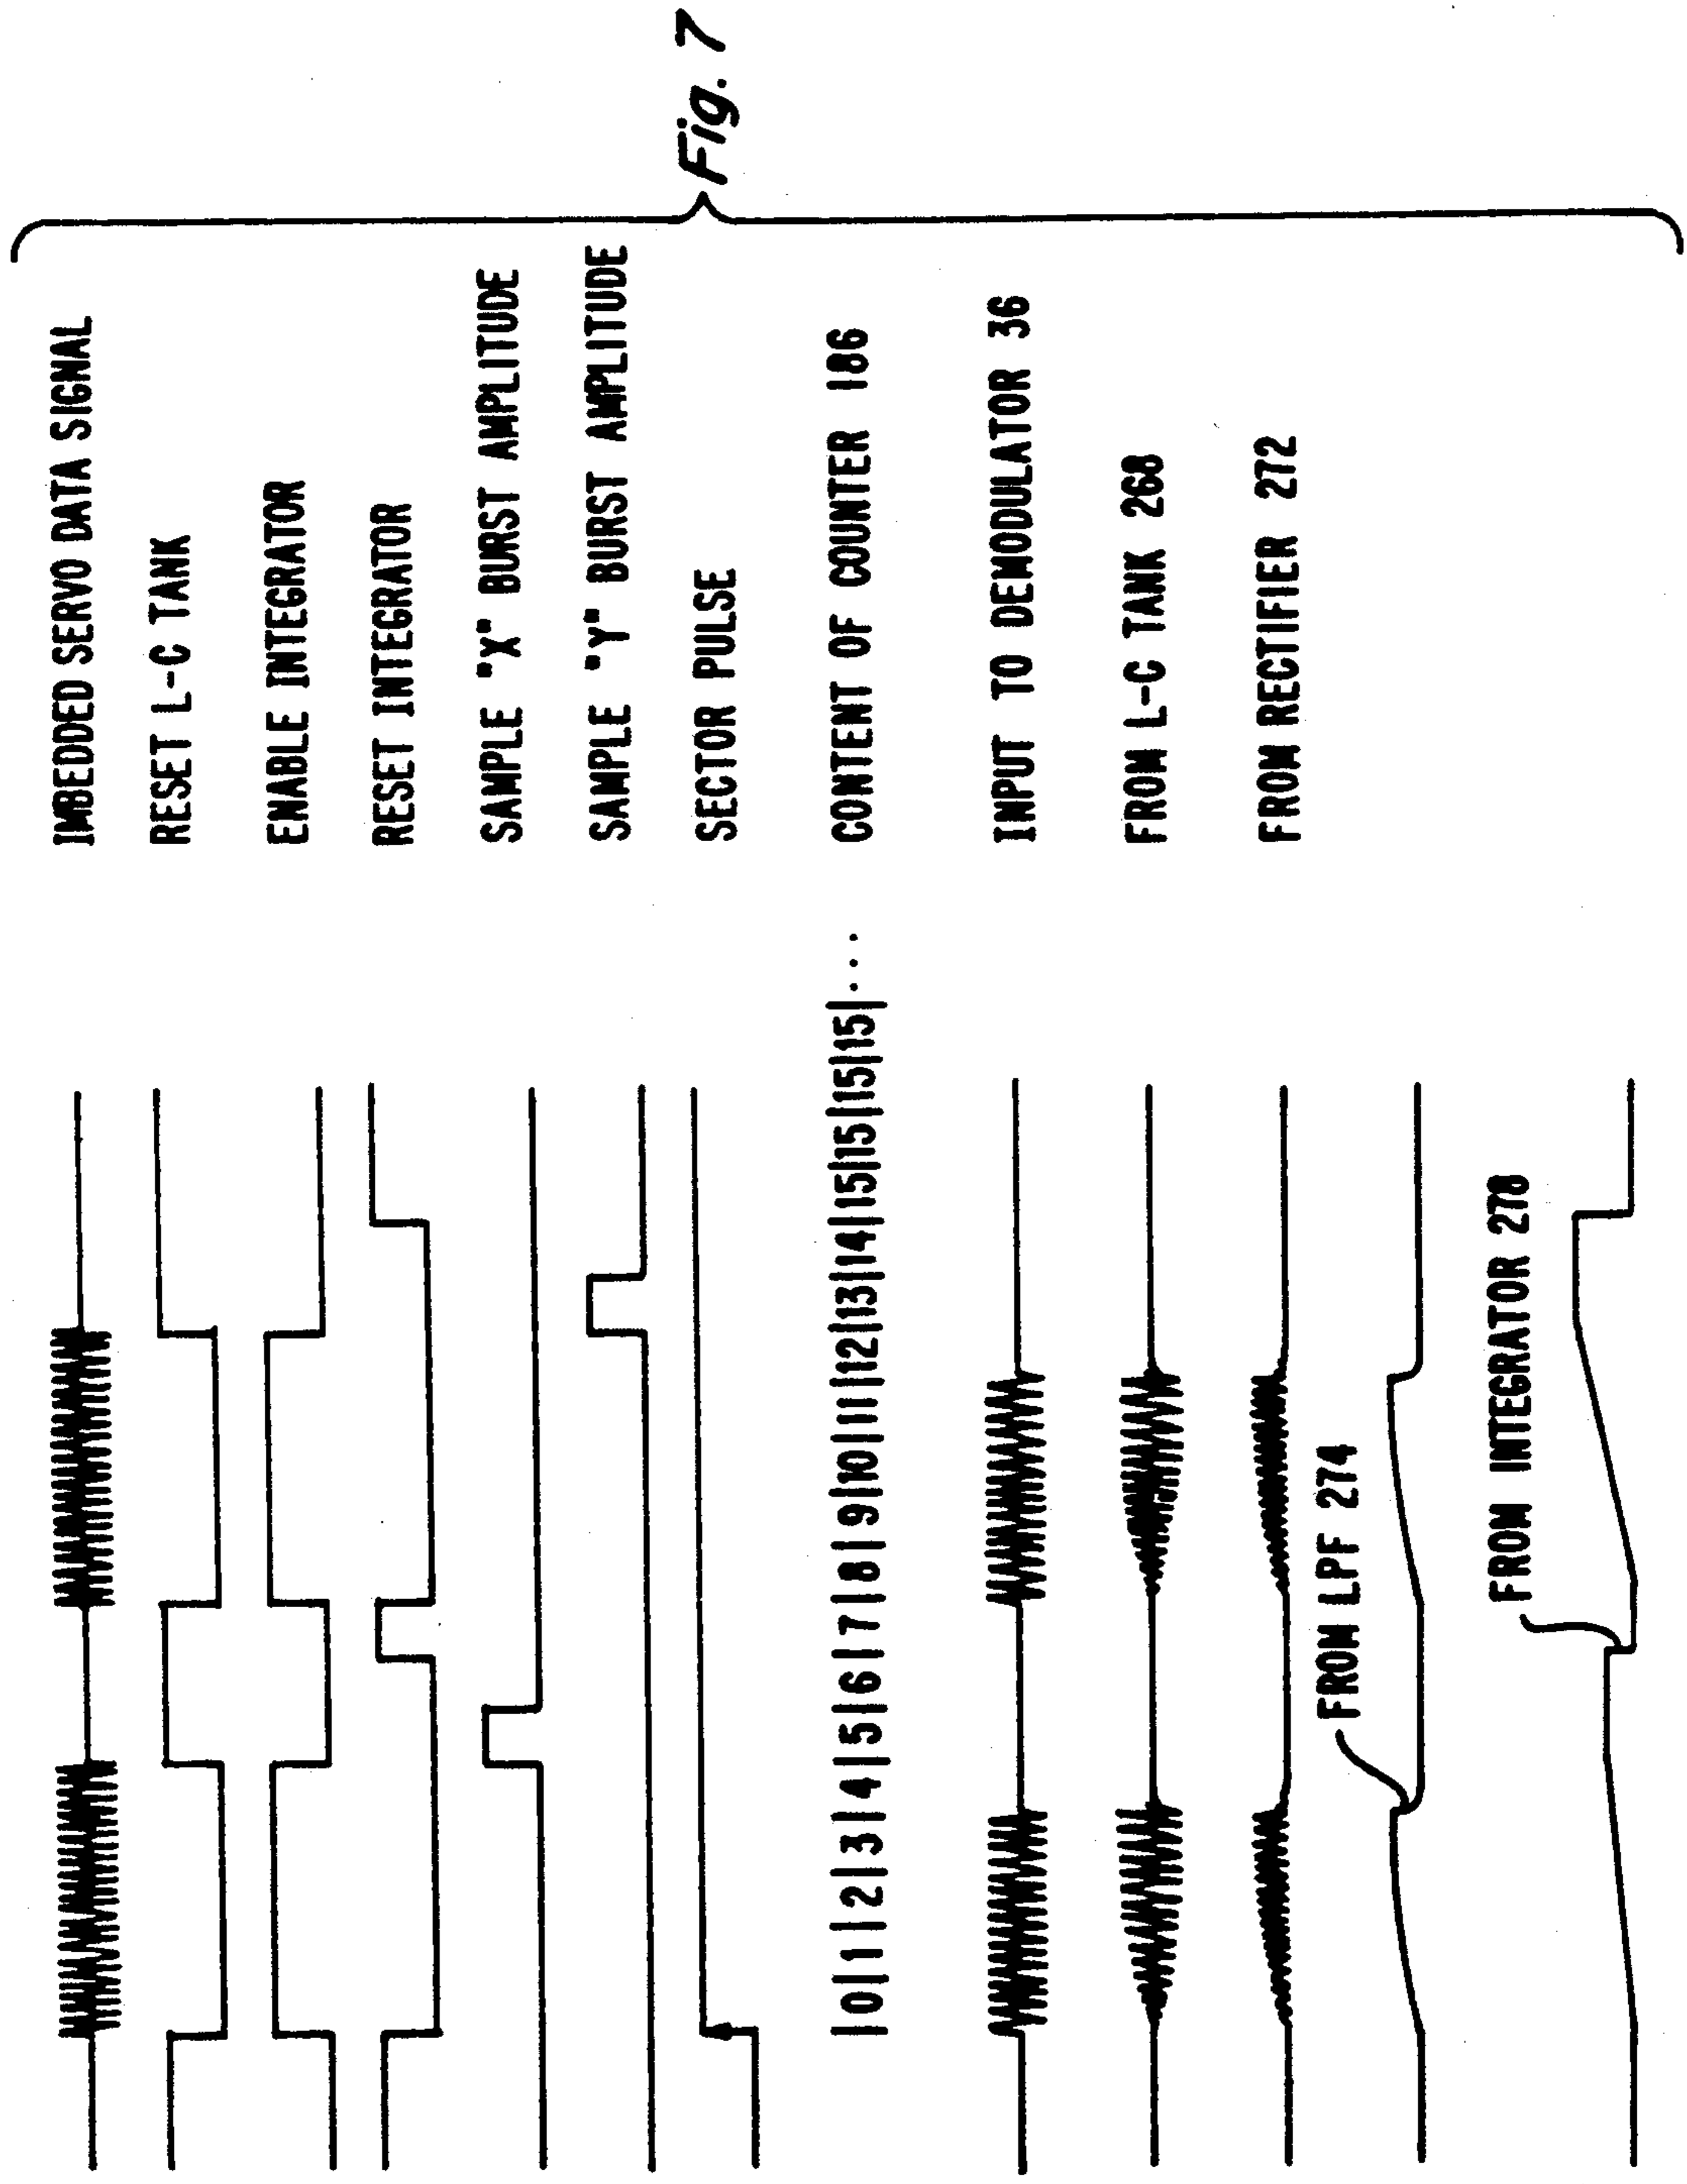 IMBEDDED SERVO DATA SIGNAL
RESET L-C TANK
ENABLE INTEGRATOR
RESET INTEGRATOR
SAMPLE "X" BURST AMPLITUDE
SAMPLE "Y" BURST AMPLITUDE
SECTOR PULSE
|0|1|2|3|4|5|6|7|8|9|10|11|12|13|14|15|15|15|15|...
CONTENT OF COUNTER 186
INPUT TO DEMODULATOR 36
FROM L-C TANK 268
FROM RECTIFIER 272
FROM LPF 274
FROM INTEGRATOR 278
Fig. 7